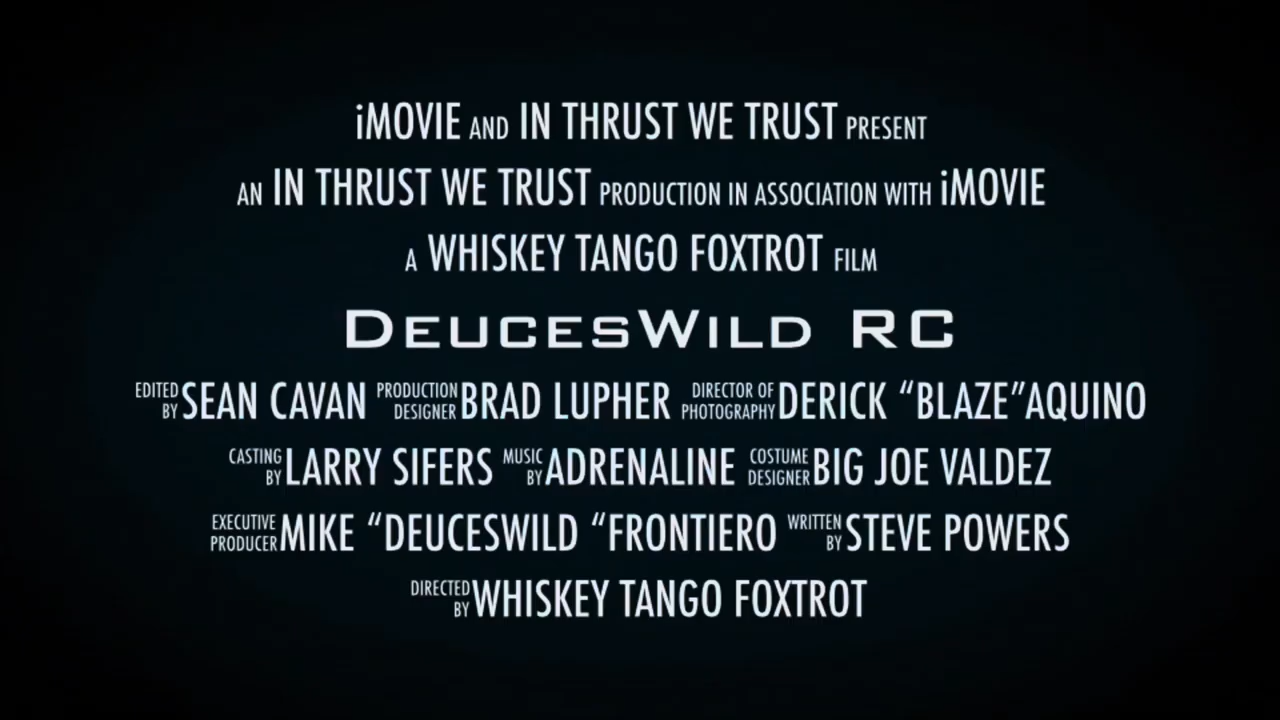 iMOVIE AND IN THRUST WE TRUST PRESENT
AN IN THRUST WE TRUST PRODUCTION IN ASSOCIATION WITH iMOVIE
A WHISKEY TANGO FOXTROT FILM
DEUCESWILD RC
EDITED BY SEAN CAVAN PRODUCTION DESIGNER BRAD LUPHER DIRECTOR OF PHOTOGRAPHY DERICK “BLAZE”AQUINO
CASTING BY LARRY SIFERS MUSIC BY ADRENALINE COSTUME DESIGNER BIG JOE VALDEZ
EXECUTIVE PRODUCER MIKE “DEUCESWILD “FRONTIERO WRITTEN BY STEVE POWERS
DIRECTED BY WHISKEY TANGO FOXTROT